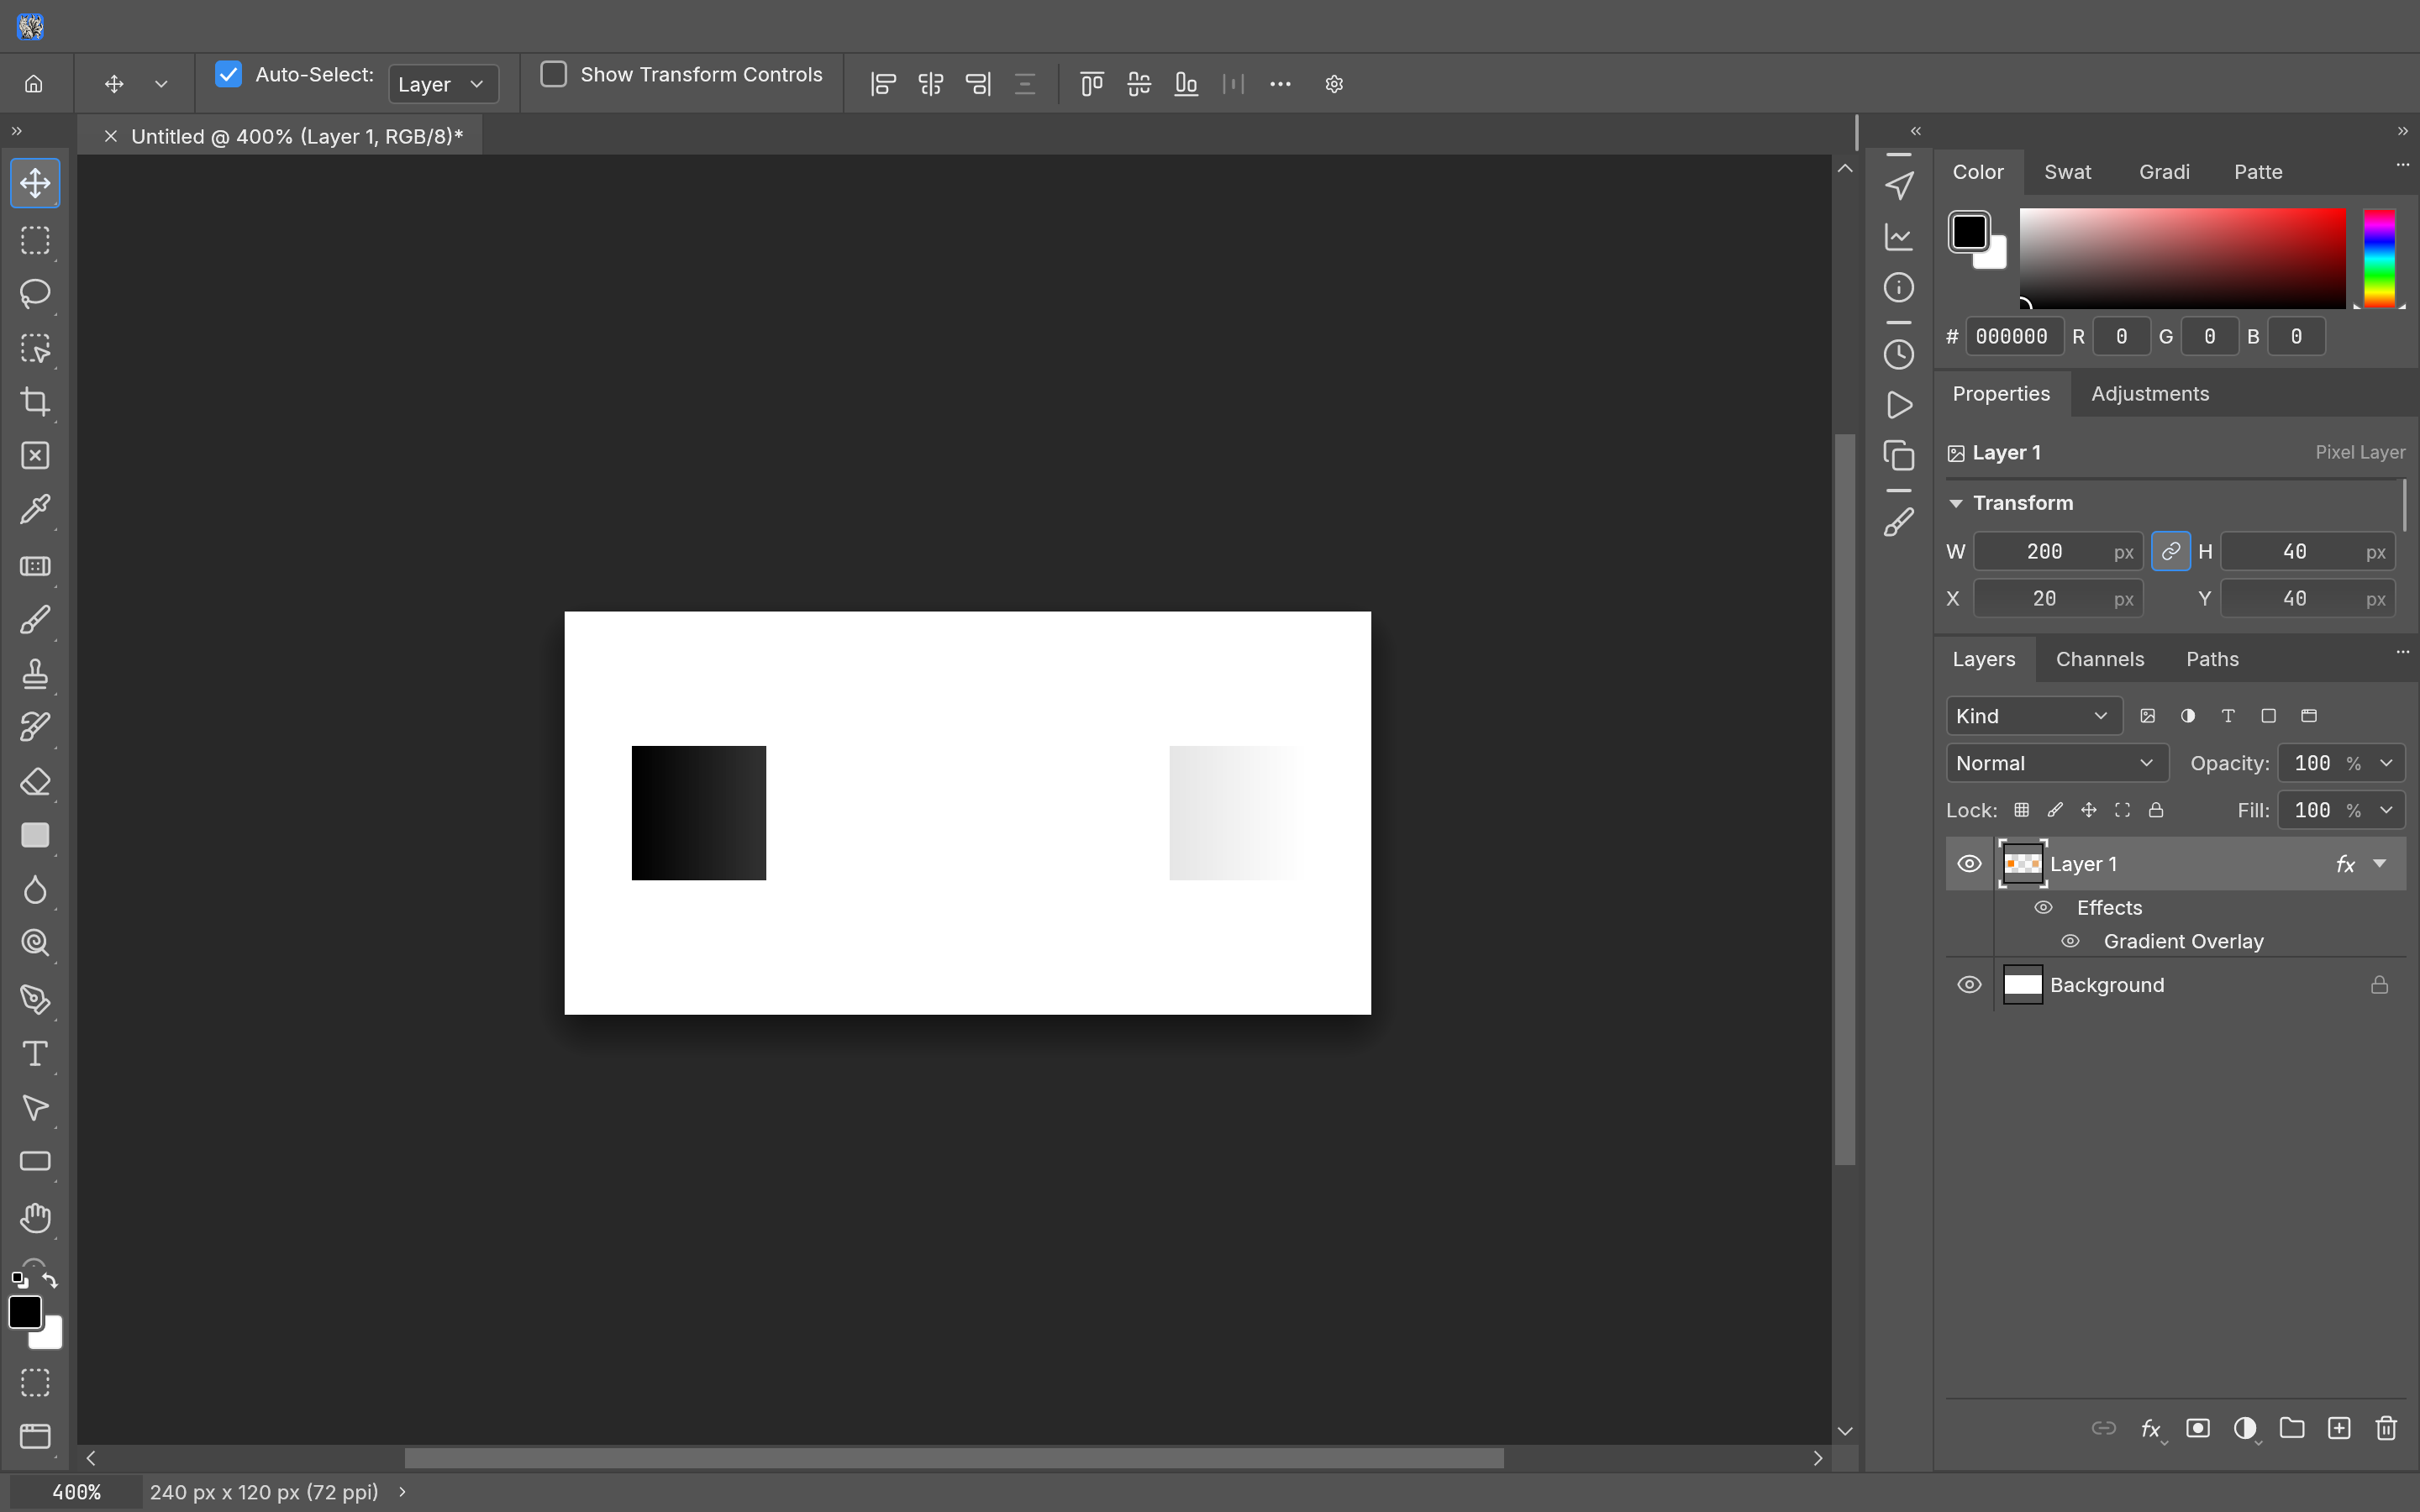 Auto-Select:
Layer
Show Transform Controls
Untitled @ 400% (Layer 1, RGB/8)*
Color Swat Gradi Patte
# 000000 R 0 G 0 B 0
Properties Adjustments
Layer 1 Pixel Layer
Transform
W 200 px H 40 px
X 20 px Y 40 px
Layers Channels Paths
Kind
Normal Opacity: 100 %
Lock: Fill: 100 %
Layer 1 fx
Effects
Gradient Overlay
Background
fx
400% 240 px x 120 px (72 ppi)